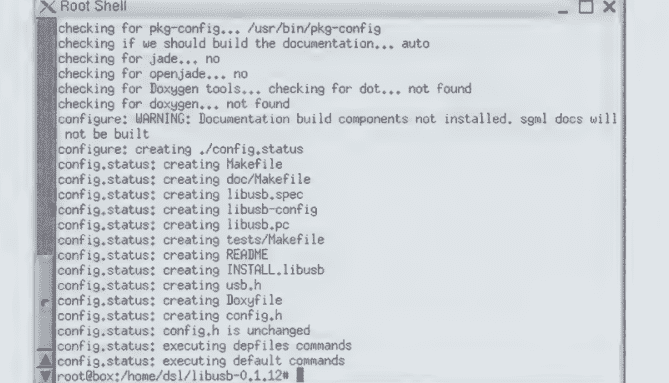 Root Shell
checking for pkg-config... /usr/bin/pkg-config
checking if we should build the documentation... auto
checking for jade... no
checking for openjade... no
checking for Doxygen tools... checking for dot... not found
checking for doxygen... not found
configure: WARNING: Documentation build components not installed. sgml docs will
 not be built
configure: creating ./config.status
config.status: creating Makefile
config.status: creating doc/Makefile
config.status: creating libusb.spec
config.status: creating libusb-config
config.status: creating libusb.pc
config.status: creating tests/Makefile
config.status: creating README
config.status: creating INSTALL.libusb
config.status: creating usb.h
config.status: creating Doxyfile
config.status: creating config.h
config.status: config.h is unchanged
config.status: executing depfiles commands
config.status: executing default commands
root@box:/home/dsl/libusb-0.1.12#